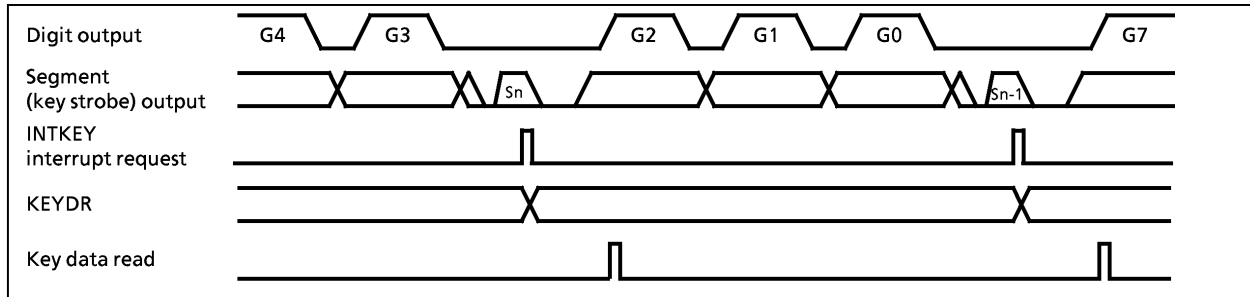 Digit output
G4 G3 G2 G1 G0 G7
Segment
(key strobe) output
Sn Sn-1
INTKEY
interrupt request
KEYDR
Key data read